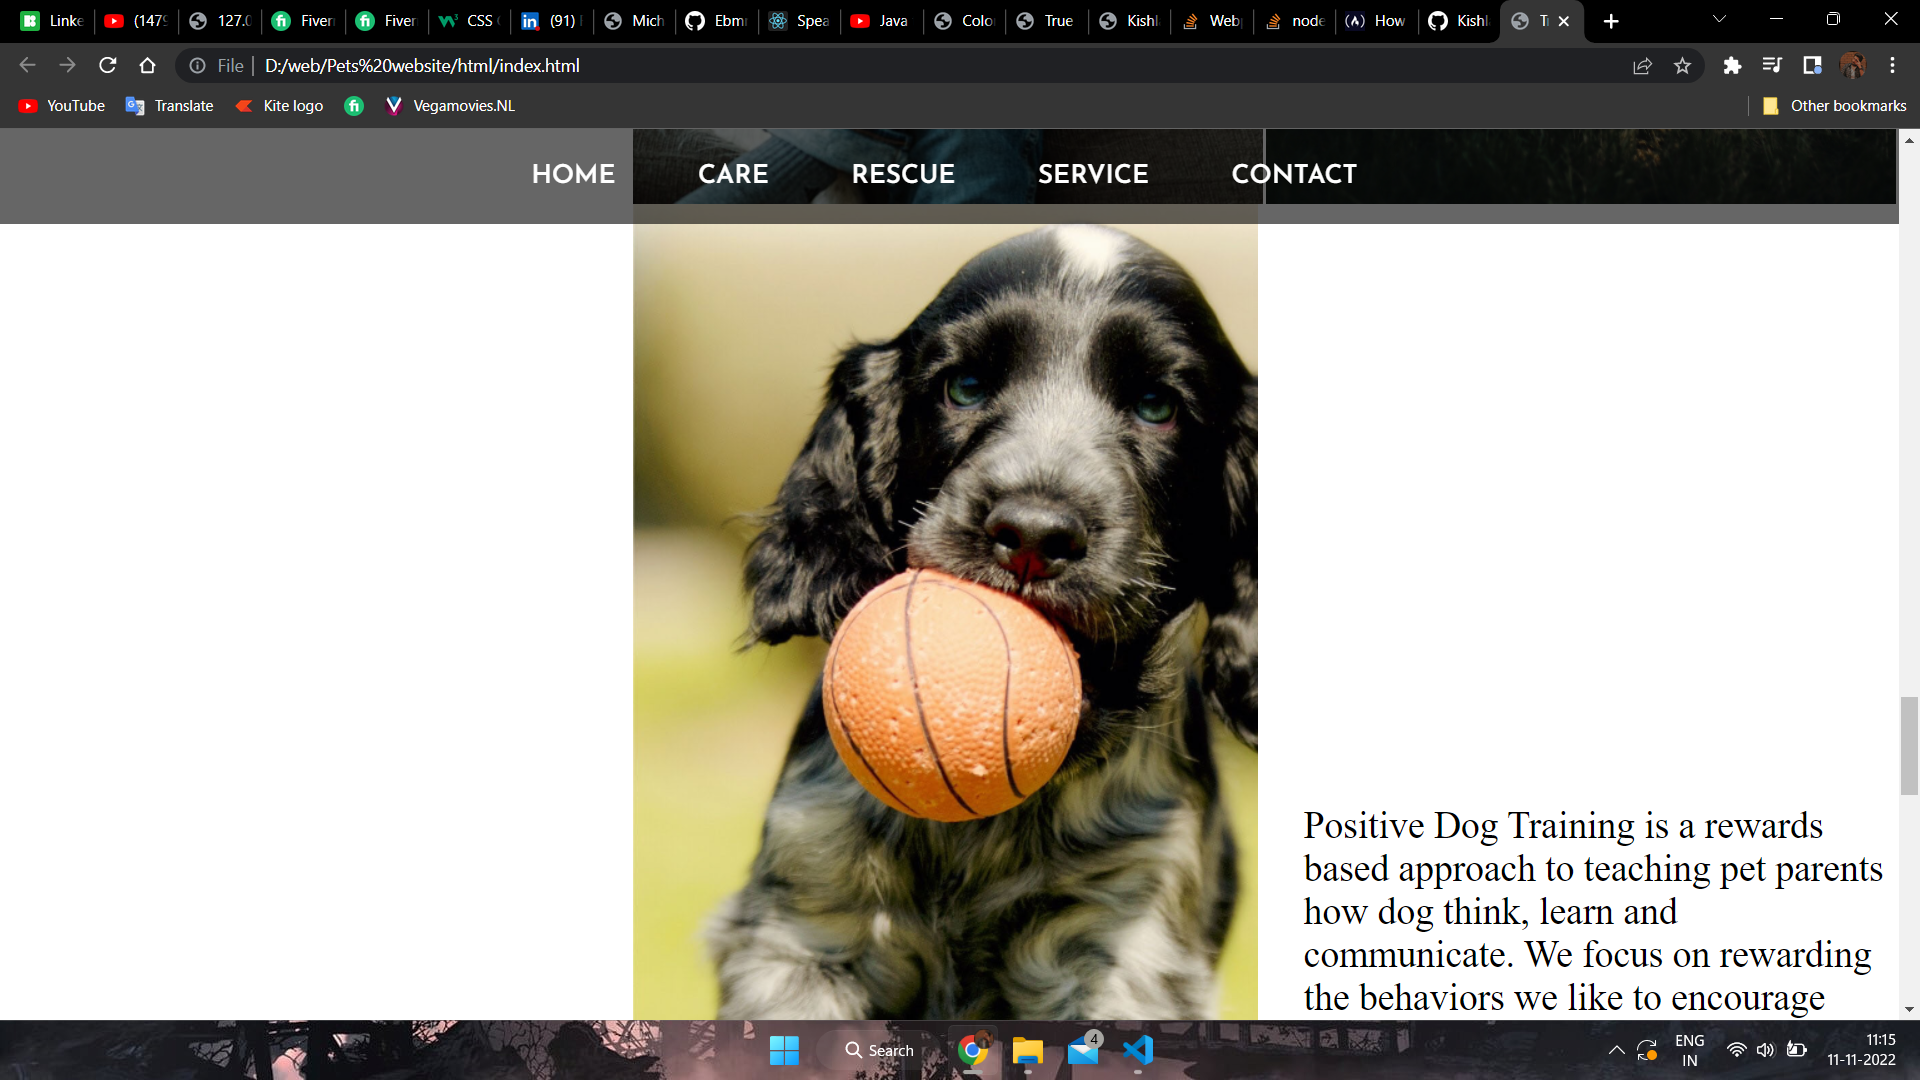 Linke
(147
127.0
Fiver
Fiver
CSS
(91)
Mich
Ebm
Spea
Java
Colo
True
Kishl
Web
node
How
Kishl
File
D:/web/Pets%20website/html/index.html
YouTube
Translate
Kite logo
Vegamovies.NL
Other bookmarks
HOME CARE RESCUE SERVICE CONTACT
Positive Dog Training is a rewards
based approach to teaching pet parents
how dog think, learn and
communicate. We focus on rewarding
the behaviors we like to encourage
Search
4
ENG
IN
11:15
11-11-2022